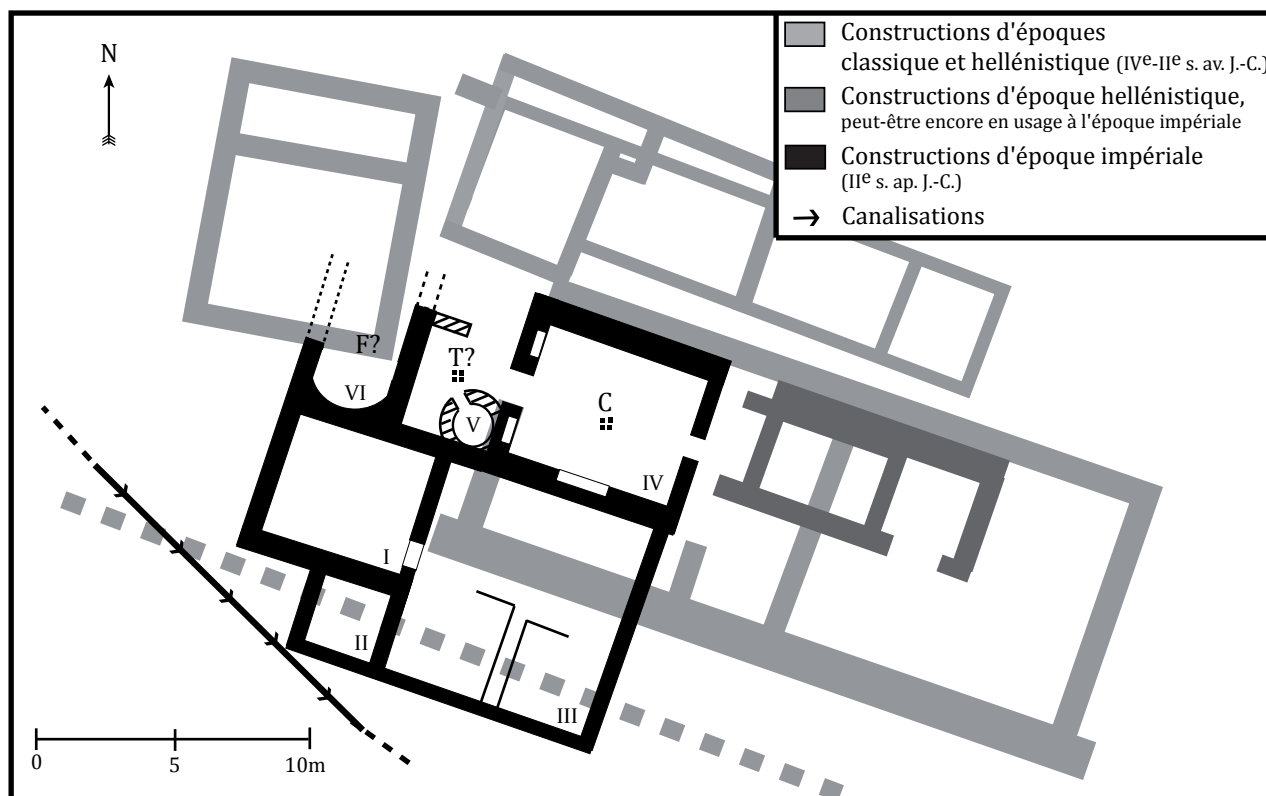 Constructions d'époques
classique et hellénistique (IVe-IIe s. av. J.-C.)
Constructions d'époque hellénistique,
peut-être encore en usage à l'époque impériale
Constructions d'époque impériale
(IIe s. ap. J.-C.)
Canalisations
N
F?
T?
VI
V
C
IV
I
II
III
0
5
10m